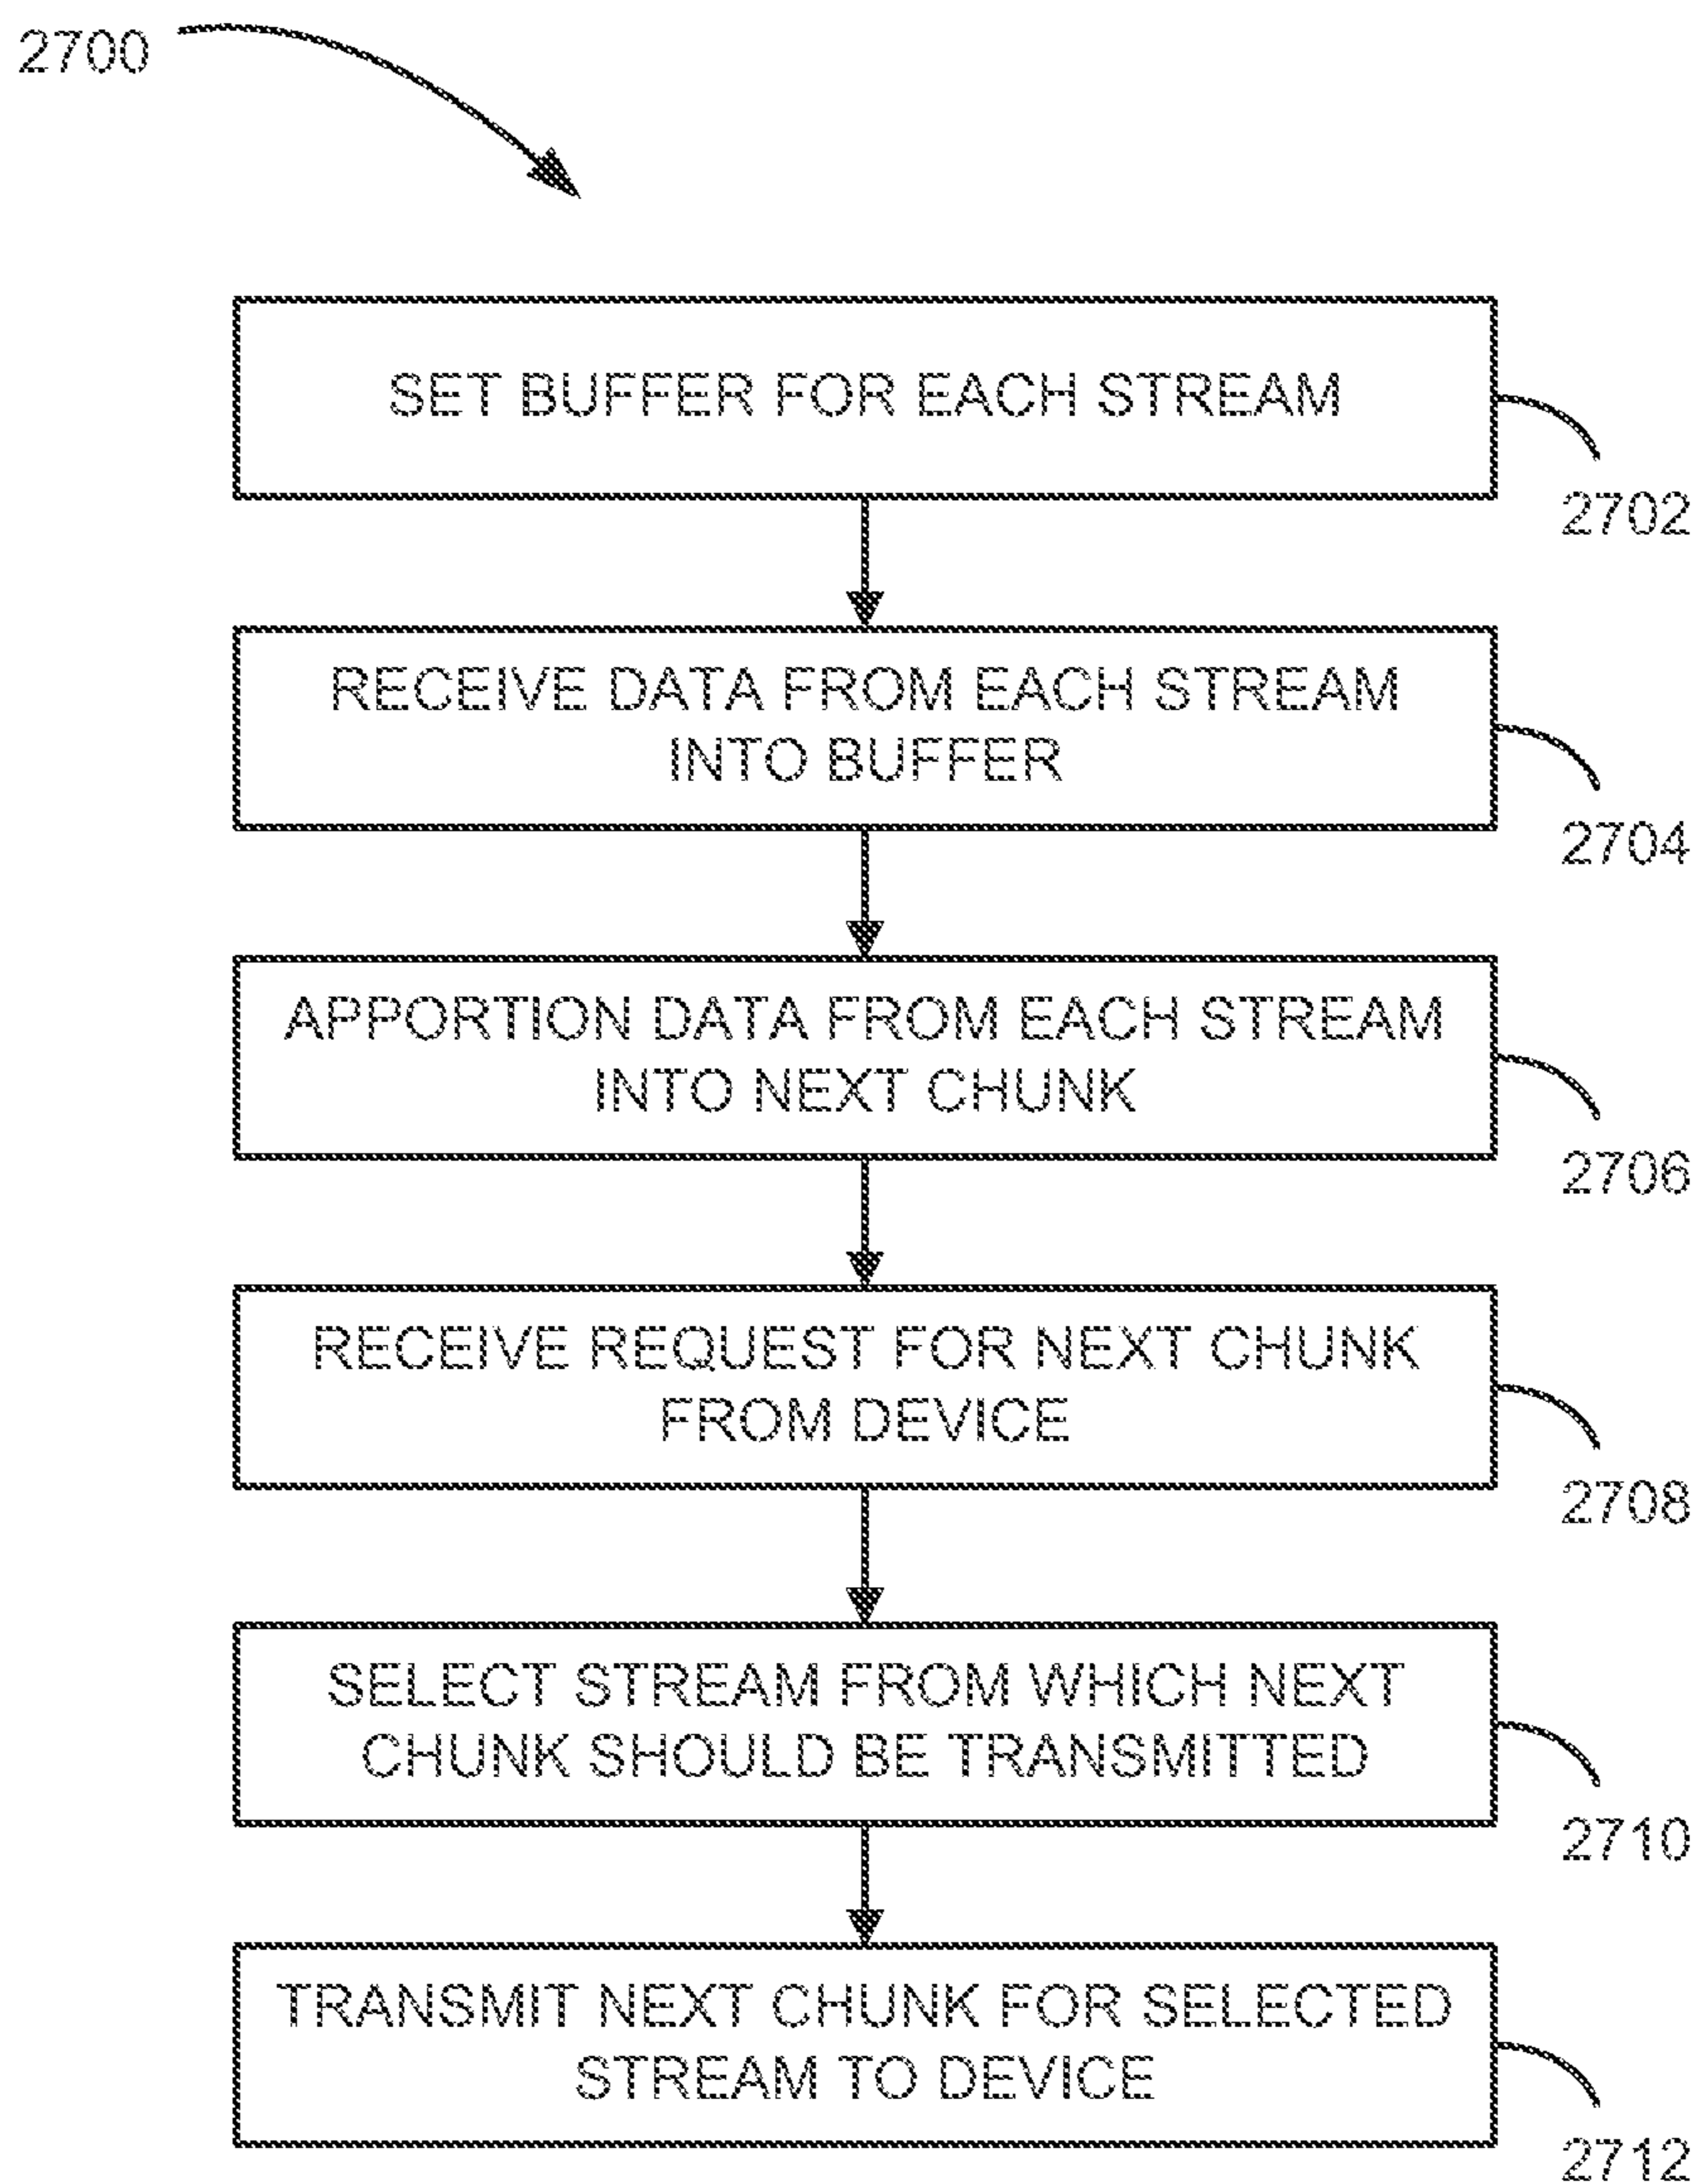 2700
SET BUFFER FOR EACH STREAM
2702
RECEIVE DATA FROM EACH STREAM
INTO BUFFER
2704
APPORTION DATA FROM EACH STREAM
INTO NEXT CHUNK
2706
RECEIVE REQUEST FOR NEXT CHUNK
FROM DEVICE
2708
SELECT STREAM FROM WHICH NEXT
CHUNK SHOULD BE TRANSMITTED
2710
TRANSMIT NEXT CHUNK FOR SELECTED
STREAM TO DEVICE
2712